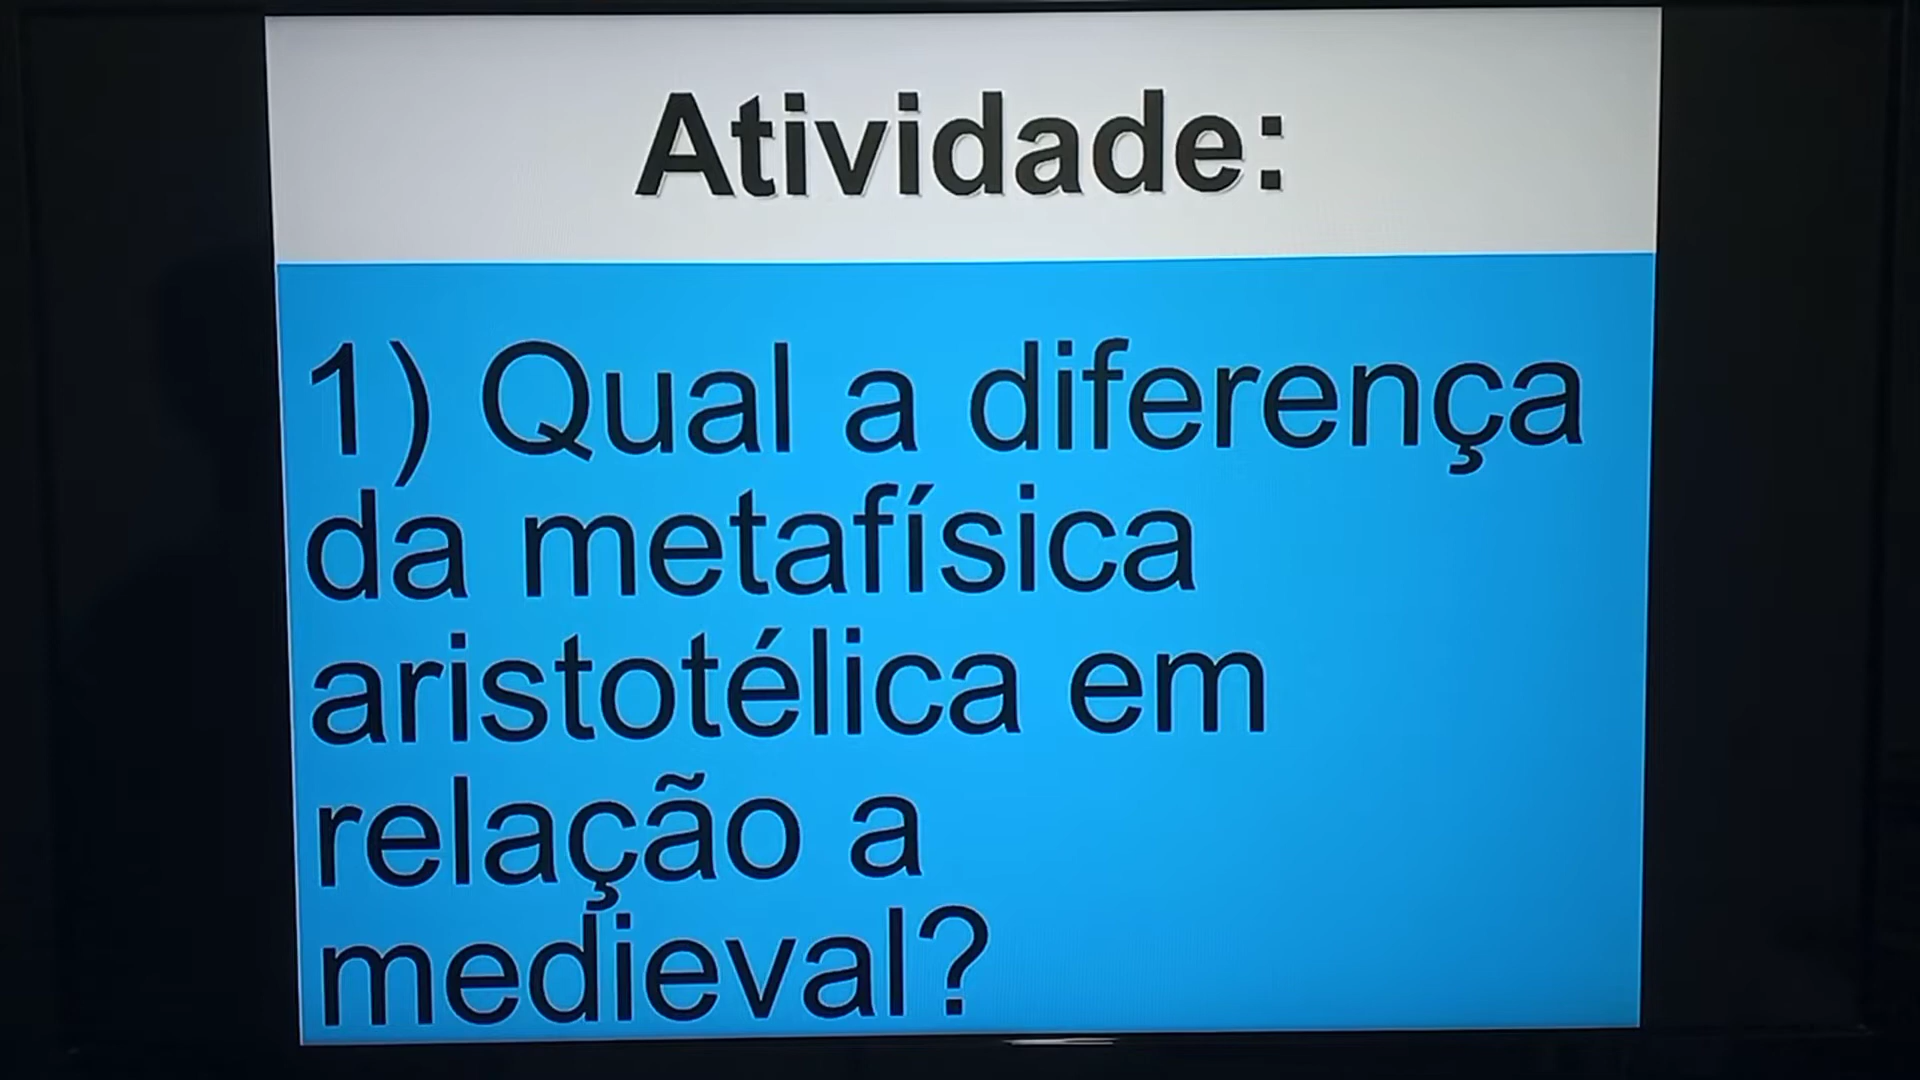 Atividade:
1) Qual a diferença
da metafísica
aristotélica em
relação a
medieval?